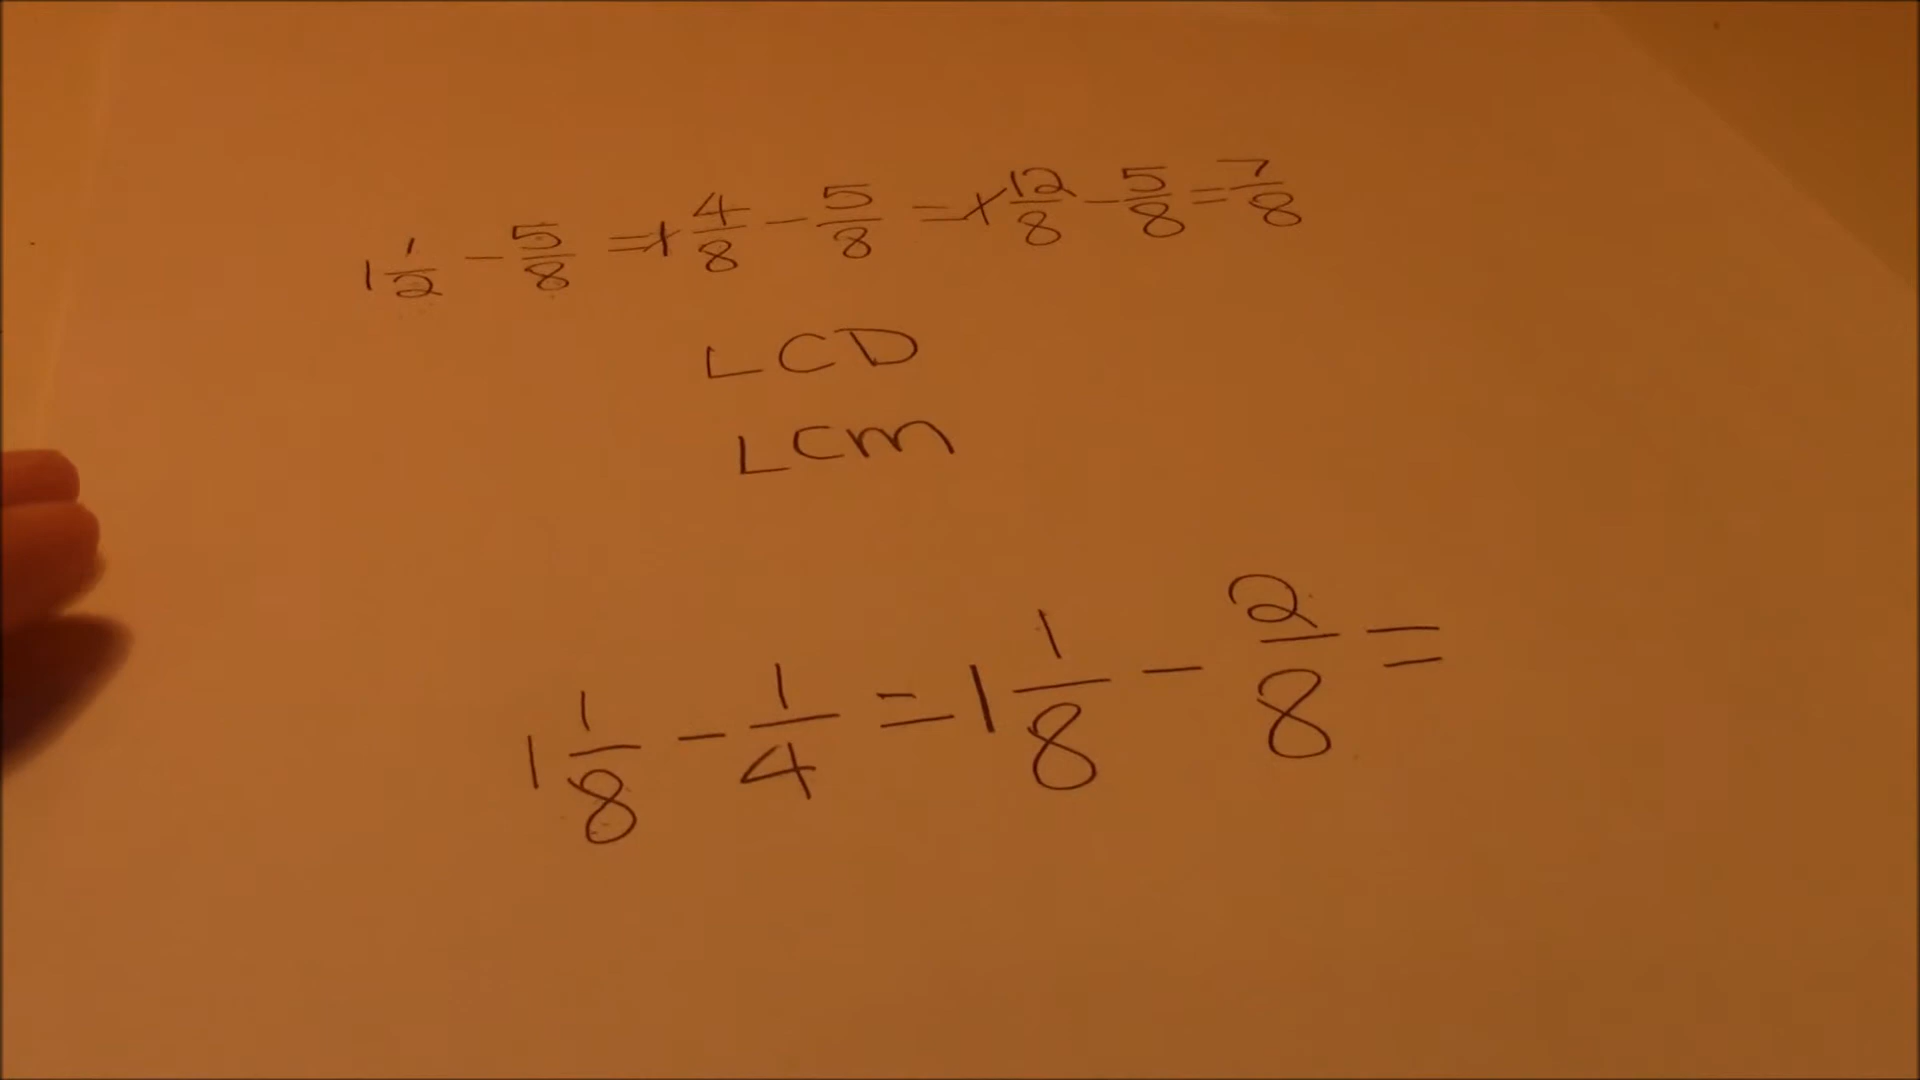 1 1/2 - 5/8 = 1 4/8 - 5/8 = 1 12/8 - 5/8 = 7/8
LCD
LCM
1 1/8 - 1/4 = 1 1/8 - 2/8 =